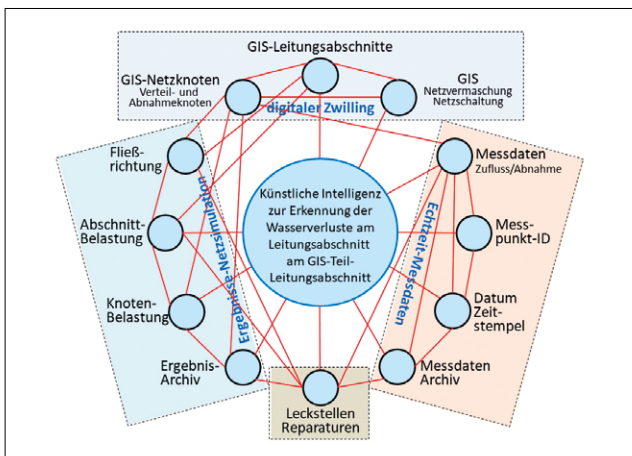 GIS-Leitungsabschnitte
GIS-Netzknoten
Verteil- und
Abnahmeknoten
GIS
Netzvermaschung
Netzschaltung
digitaler Zwilling
Fließ-
richtung
Abschnitt-
Belastung
Knoten-
Belastung
Ergebnis-
Archiv
Ergebnisse-Netzsimulation
Künstliche Intelligenz
zur Erkennung der
Wasserverluste am
Leitungsabschnitt
am GIS-Teil-
Leitungsabschnitt
Echtzeit-Messdaten
Messdaten
Zufluss/Abnahme
Mess-
punkt-ID
Datum
Zeit-
stempel
Messdaten
Archiv
Leckstellen
Reparaturen